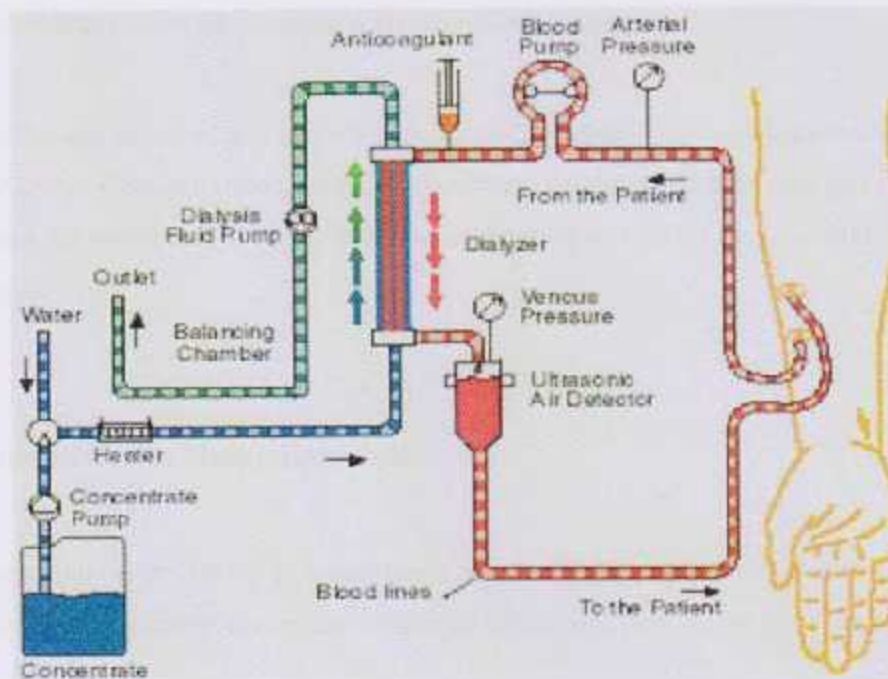 Anticoagulant
Blood
Pump
Arterial
Pressure
From the Patient
Dialysis
Fluid Pump
Dialyzer
Outlet
Water
Balancing
Chamber
Venous
Pressure
Ultrasonic
Air Detector
Heater
Concentrate
Pump
Blood lines
To the Patient
Concentrate